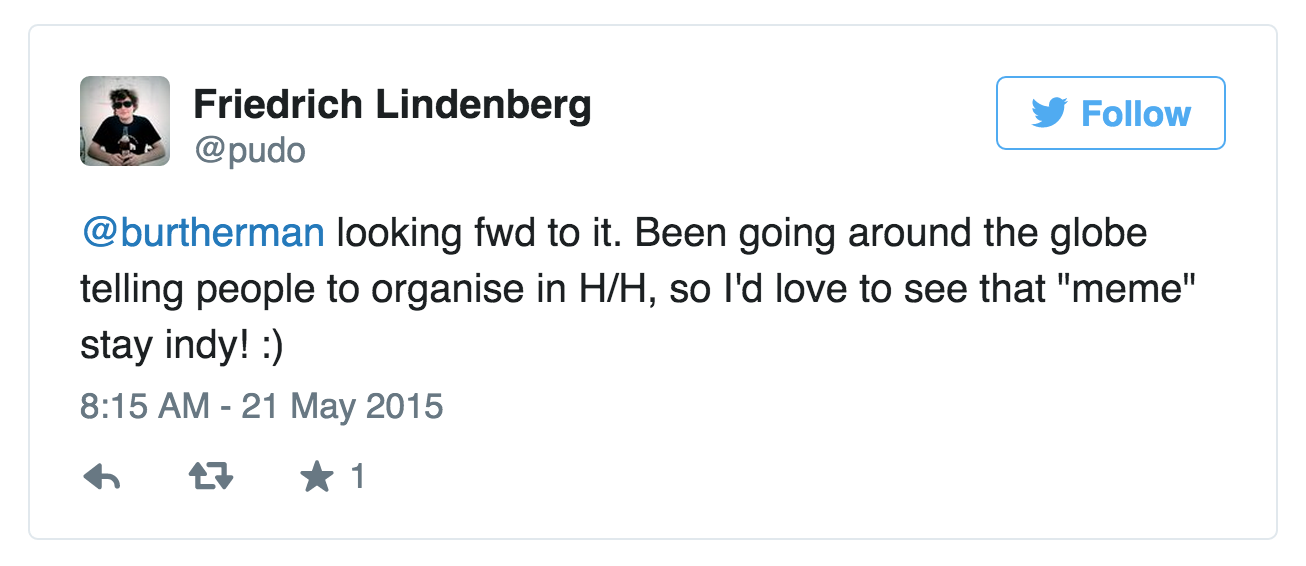 Friedrich Lindenberg
@pudo
Follow
@burtherman looking fwd to it. Been going around the globe
telling people to organise in H/H, so I'd love to see that "meme"
stay indy! :)
8:15 AM - 21 May 2015
1